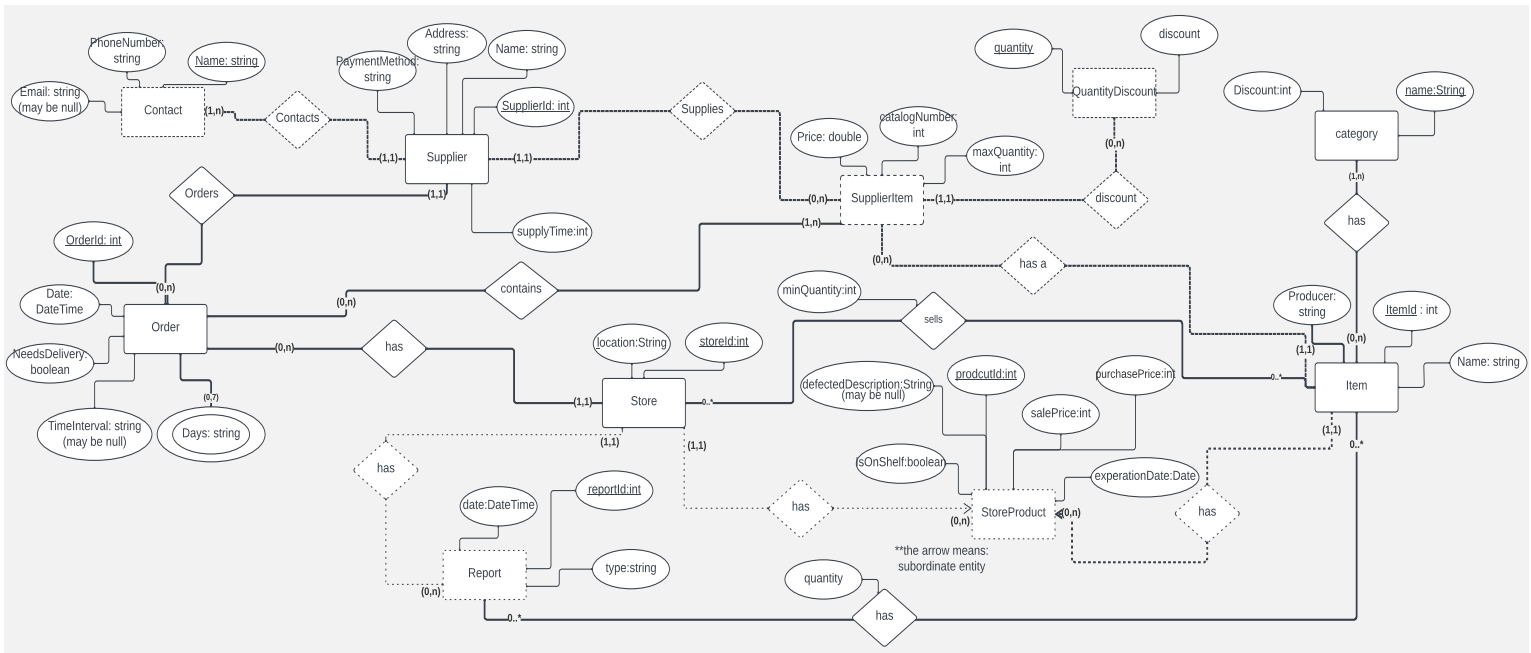 PhoneNumber:
string
Name: string
Email: string
(may be null)
Contact
(1,n)
Contacts
(1,1)
PaymentMethod:
string
Address:
string
Name: string
SupplierId: int
Supplier
(1,1)
(1,1)
supplyTime:int
Supplies
(0,n)
Price: double
catalogNumber:
int
maxQuantity:
int
SupplierItem
(1,1)
(1,n)
(0,n)
quantity
discount
QuantityDiscount
(0,n)
discount
Discount:int
name:String
category
(1,n)
has
(0,n)
Orders
OrderId: int
(0,n)
Date:
DateTime
Order
(0,n)
contains
NeedsDelivery:
boolean
(0,n)
has
(0,7)
TimeInterval: string
(may be null)
Days: string
has a
minQuantity:int
sells
Producer:
string
ItemId : int
(1,1)
Name: string
Item
0..*
(1,1)
0..*
location:String
storeId:int
Store
(1,1)
0..*
(1,1)
(1,1)
defectedDescription:String
(may be null)
prodcutId:int
purchasePrice:int
salePrice:int
isOnShelf:boolean
experationDate:Date
StoreProduct
(0,n)
(0,n)
has
has
**the arrow means:
subordinate entity
has
date:DateTime
reportId:int
Report
type:string
(0,n)
0..*
quantity
has